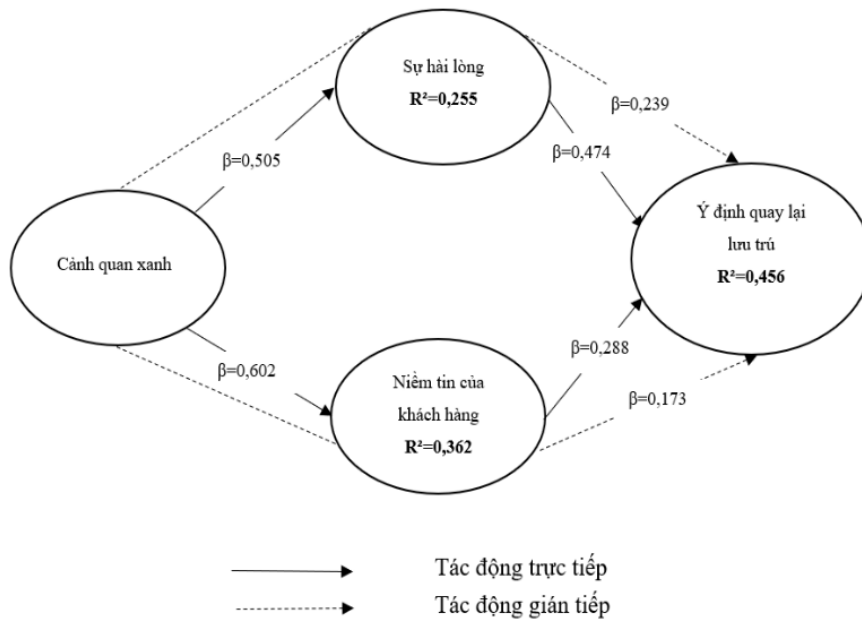 Sự hài lòng
R²=0,255
β=0,239
β=0,505
β=0,474
Cảnh quan xanh
Ý định quay lại
lưu trú
R²=0,456
β=0,602
β=0,288
Niềm tin của
khách hàng
R²=0,362
β=0,173
Tác động trực tiếp
Tác động gián tiếp